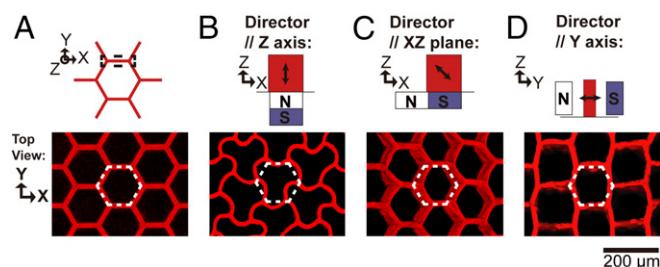 A
B
C
D
Director
// Z axis:
Director
// XZ plane:
Director
// Y axis:
Y
Z
X
Z
X
N
S
Z
X
N
S
Z
Y
N
S
Top
View:
Y
X
200 μm